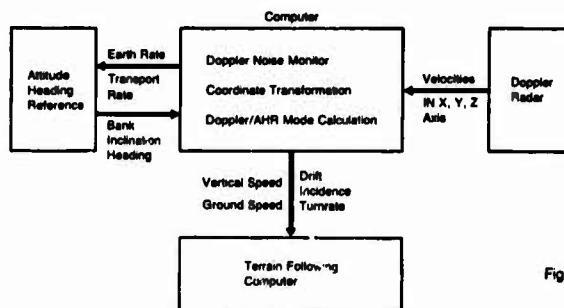 Computer
Attitude
Heading
Reference
Earth Rate
Transport
Rate
Bank
Inclination
Heading
Doppler Noise Monitor
Coordinate Transformation
Doppler/AHR Mode Calculation
Velocities
IN X, Y, Z
Axis
Doppler
Radar
Vertical Speed
Ground Speed
Drift
Incidence
Turnrate
Terrain Following
Computer
Fig